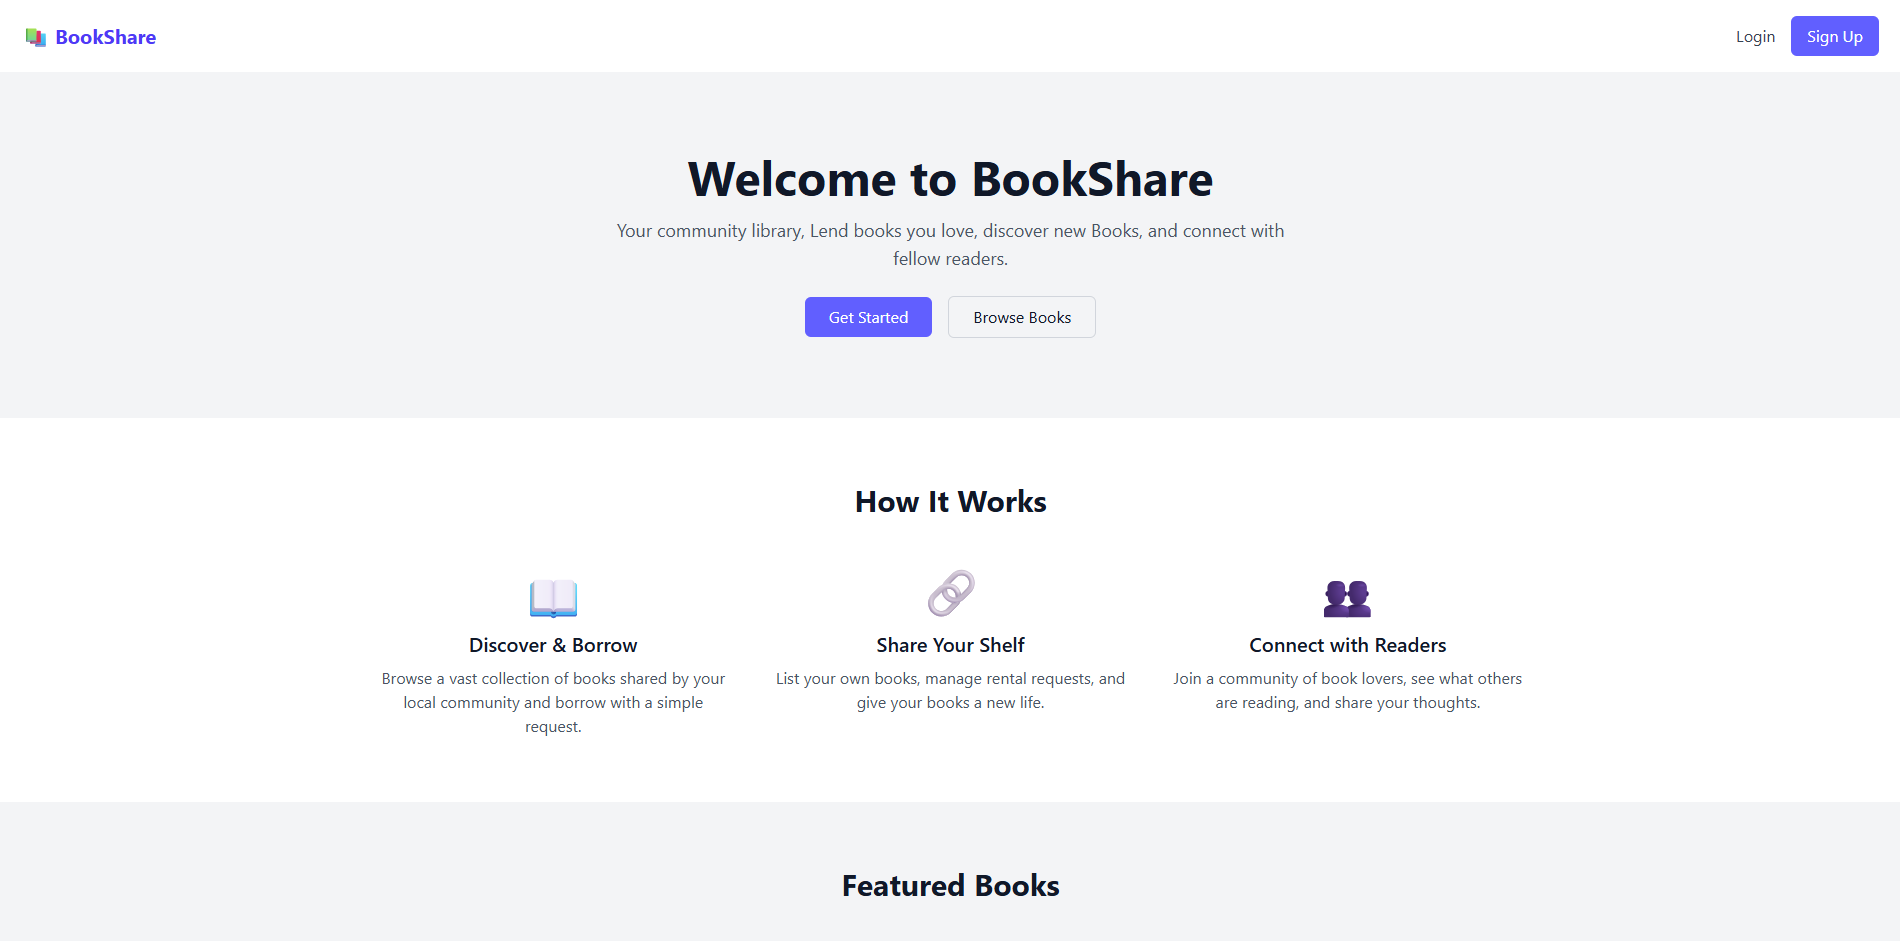 BookShare
Login
Sign Up
Welcome to BookShare
Your community library, Lend books you love, discover new Books, and connect with
fellow readers.
Get Started
Browse Books
How It Works
Discover & Borrow
Browse a vast collection of books shared by your
local community and borrow with a simple
request.
Share Your Shelf
List your own books, manage rental requests, and
give your books a new life.
Connect with Readers
Join a community of book lovers, see what others
are reading, and share your thoughts.
Featured Books